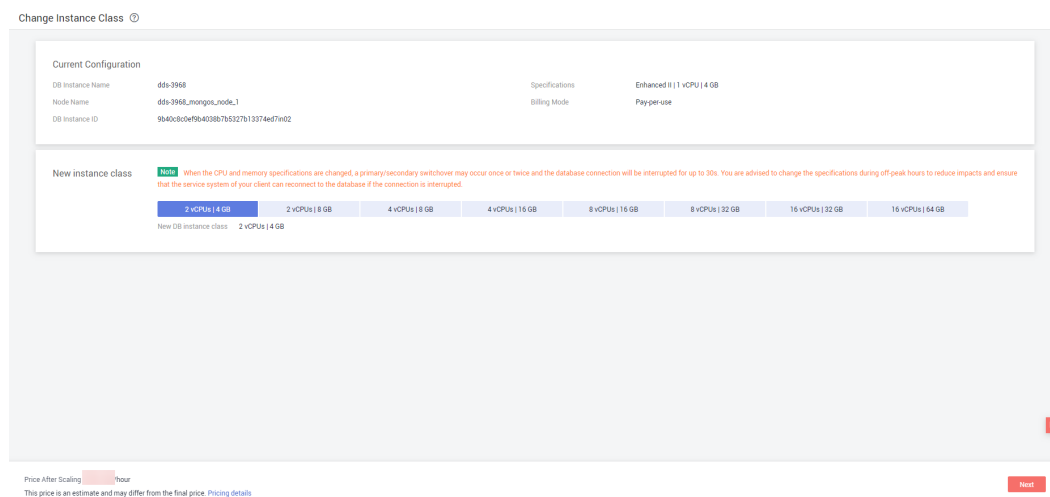 Change Instance Class
Current Configuration
DB Instance Name dds-3968 Specifications Enhanced II | 1 vCPU | 4 GB
Node Name dds-3968_mongos_node_1 Billing Mode Pay-per-use
DB Instance ID 9b40c8c0ef9b4038b7b5327b13374ed7in02
New instance class Note When the CPU and memory specifications are changed, a primary/secondary switchover may occur once or twice and the database connection will be interrupted for up to 30s. You are advised to change the specifications during off-peak hours to reduce impacts and ensure
that the service system of your client can reconnect to the database if the connection is interrupted.
2 vCPUs | 4 GB 2 vCPUs | 8 GB 4 vCPUs | 8 GB 4 vCPUs | 16 GB 8 vCPUs | 16 GB 8 vCPUs | 32 GB 16 vCPUs | 32 GB 16 vCPUs | 64 GB
New DB instance class 2 vCPUs | 4 GB
Price After Scaling /hour
This price is an estimate and may differ from the final price. Pricing details
Next